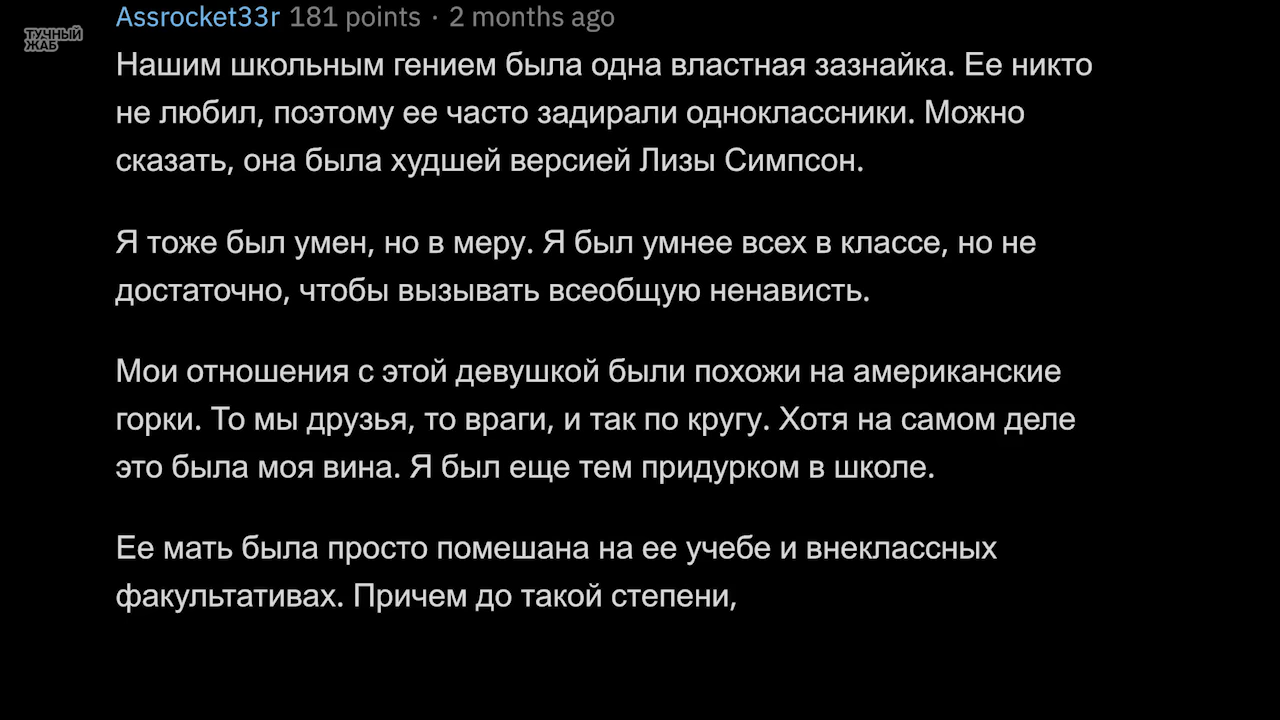 Assrocket33r 181 points · 2 months ago
ТУЧНЫЙ
ЖАБ
Нашим школьным гением была одна властная зазнайка. Ее никто
не любил, поэтому ее часто задирали одноклассники. Можно
сказать, она была худшей версией Лизы Симпсон.
Я тоже был умен, но в меру. Я был умнее всех в классе, но не
достаточно, чтобы вызывать всеобщую ненависть.
Мои отношения с этой девушкой были похожи на американские
горки. То мы друзья, то враги, и так по кругу. Хотя на самом деле
это была моя вина. Я был еще тем придурком в школе.
Ее мать была просто помешана на ее учебе и внеклассных
факультативах. Причем до такой степени,